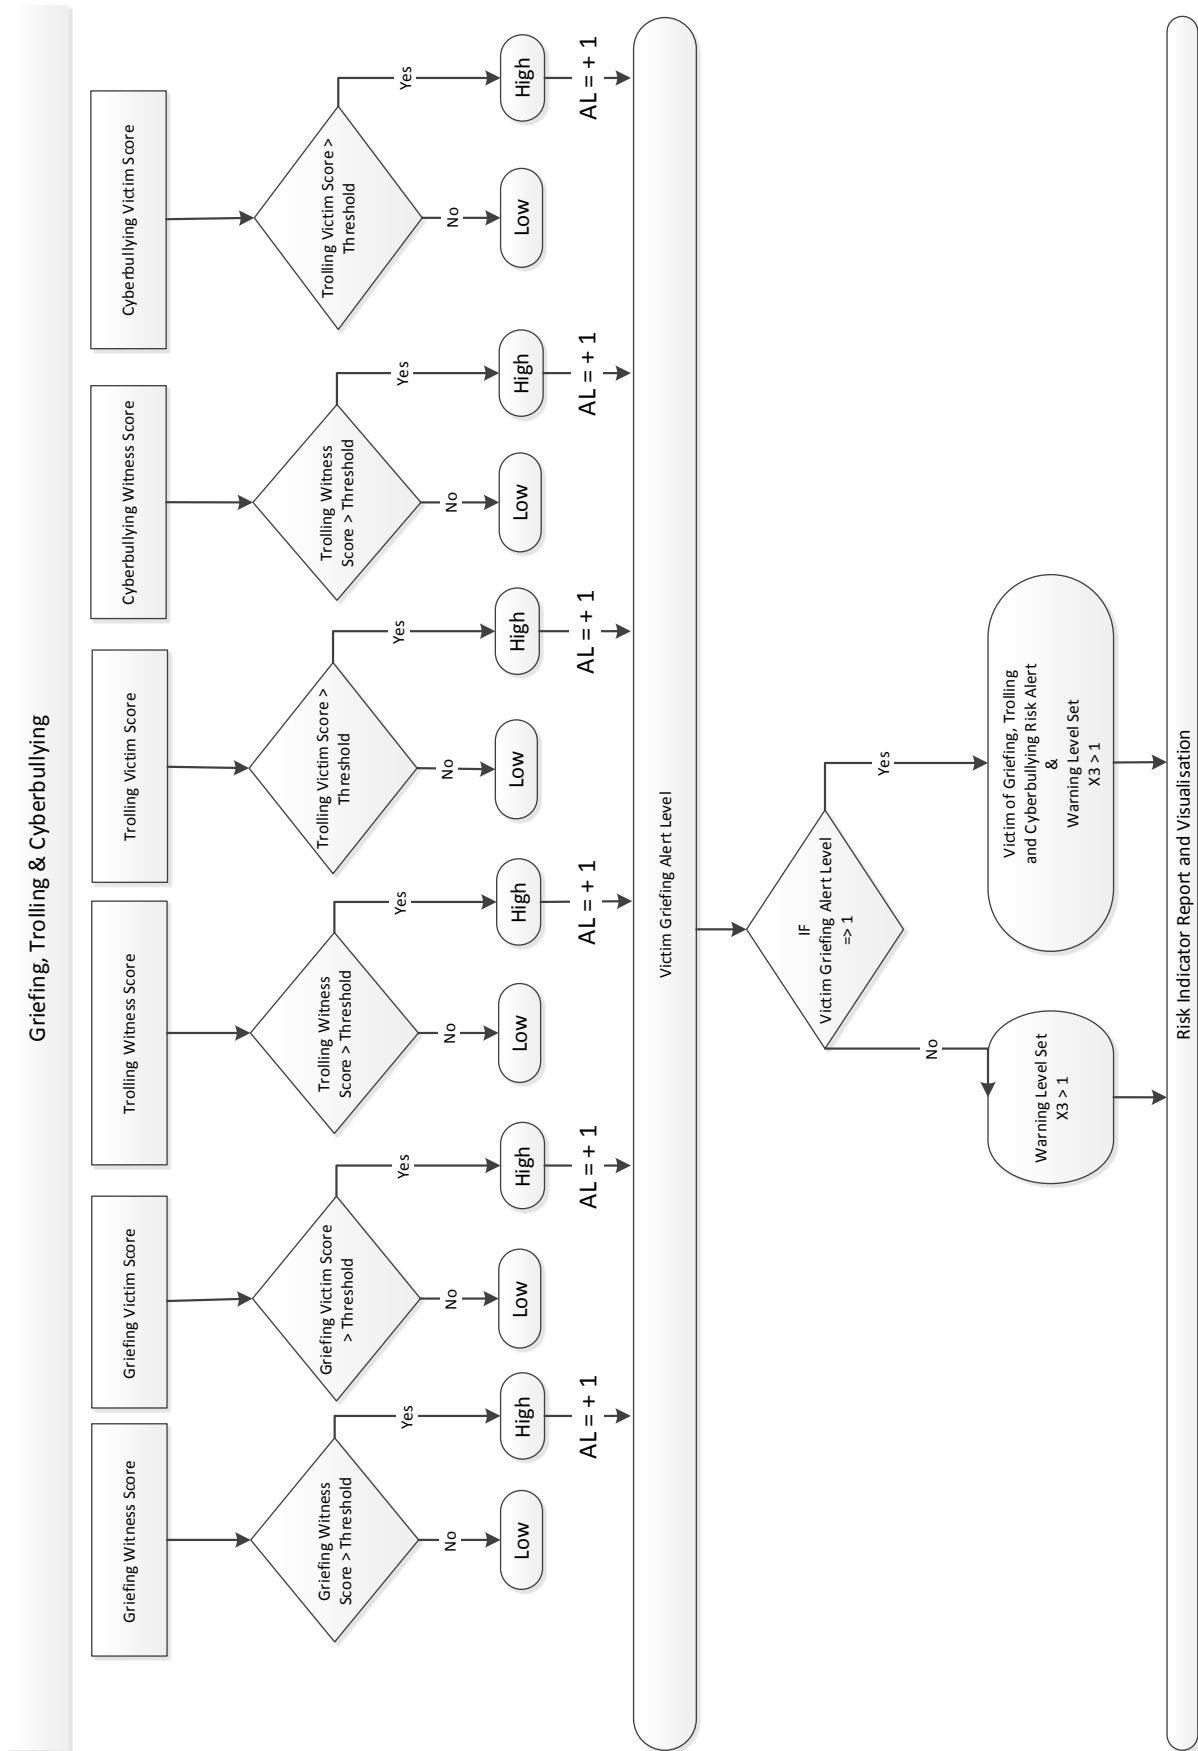 Griefing, Trolling & Cyberbullying
Griefing Witness Score
Griefing Victim Score
Trolling Witness Score
Trolling Victim Score
Cyberbullying Witness Score
Cyberbullying Victim Score
Griefing Witness
Score > Threshold
Griefing Victim Score
> Threshold
Trolling Witness
Score > Threshold
Trolling Victim Score >
Threshold
Trolling Witness
Score > Threshold
Trolling Victim Score >
Threshold
No
Yes
No
Yes
No
Yes
No
Yes
No
Yes
No
Yes
Low
High
Low
High
Low
High
Low
High
Low
High
Low
High
AL = + 1
AL = + 1
AL = + 1
AL = + 1
AL = + 1
AL = + 1
Victim Griefing Alert Level
IF
Victim Griefing Alert Level
=> 1
No
Yes
Warning Level Set
X3 > 1
Victim of Griefing, Trolling
and Cyberbullying Risk Alert
&
Warning Level Set
X3 > 1
Risk Indicator Report and Visualisation